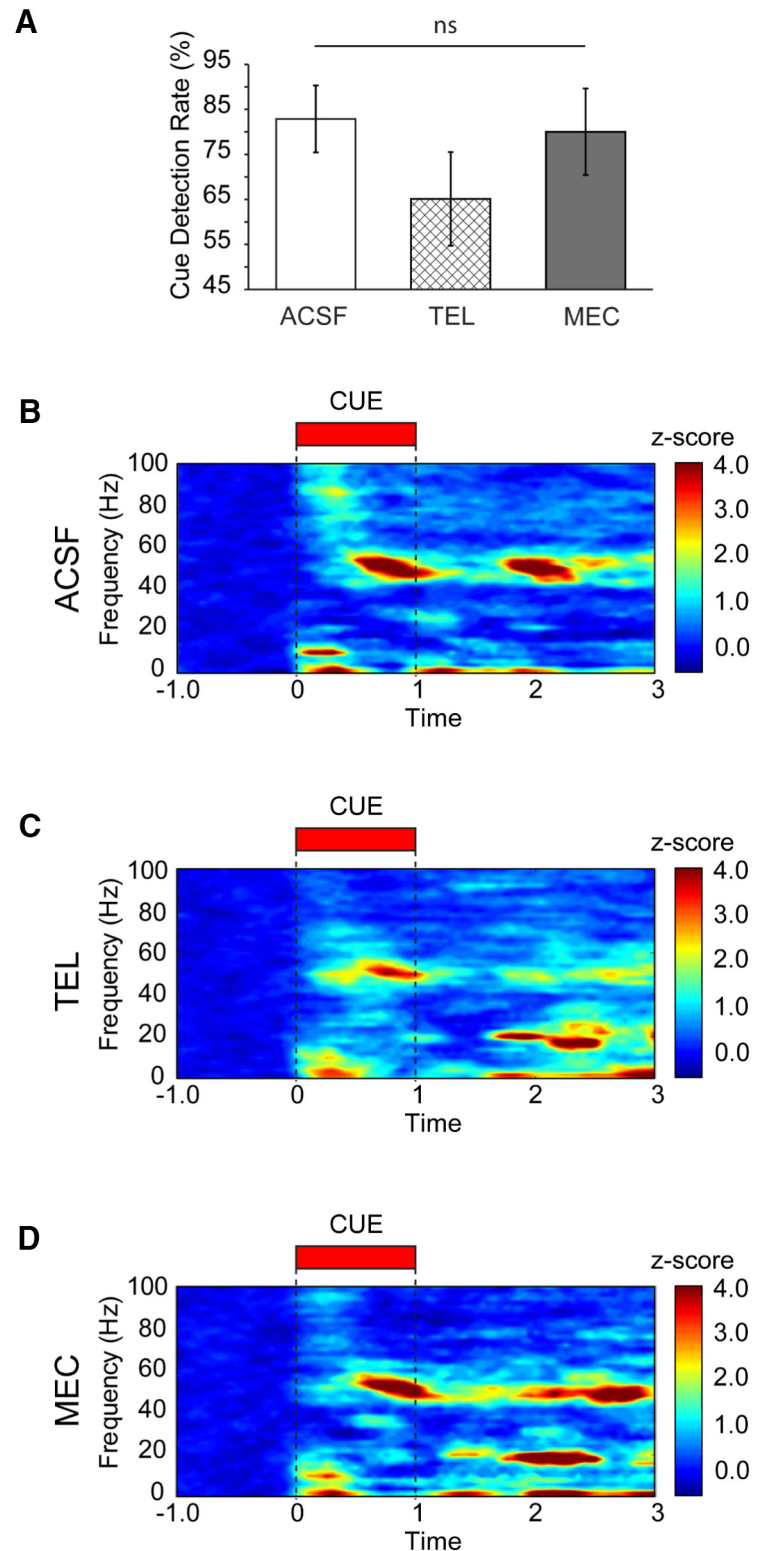 A
ns
Cue Detection Rate (%)
95
85
75
65
55
45
ACSF TEL MEC
B
CUE
z-score
ACSF
Frequency (Hz)
100
80
60
40
20
0
-1.0 0 1 2 3
Time
4.0
3.0
2.0
1.0
0.0
C
CUE
z-score
TEL
Frequency (Hz)
100
80
60
40
20
0
-1.0 0 1 2 3
Time
4.0
3.0
2.0
1.0
0.0
D
CUE
z-score
MEC
Frequency (Hz)
100
80
60
40
20
0
-1.0 0 1 2 3
Time
4.0
3.0
2.0
1.0
0.0